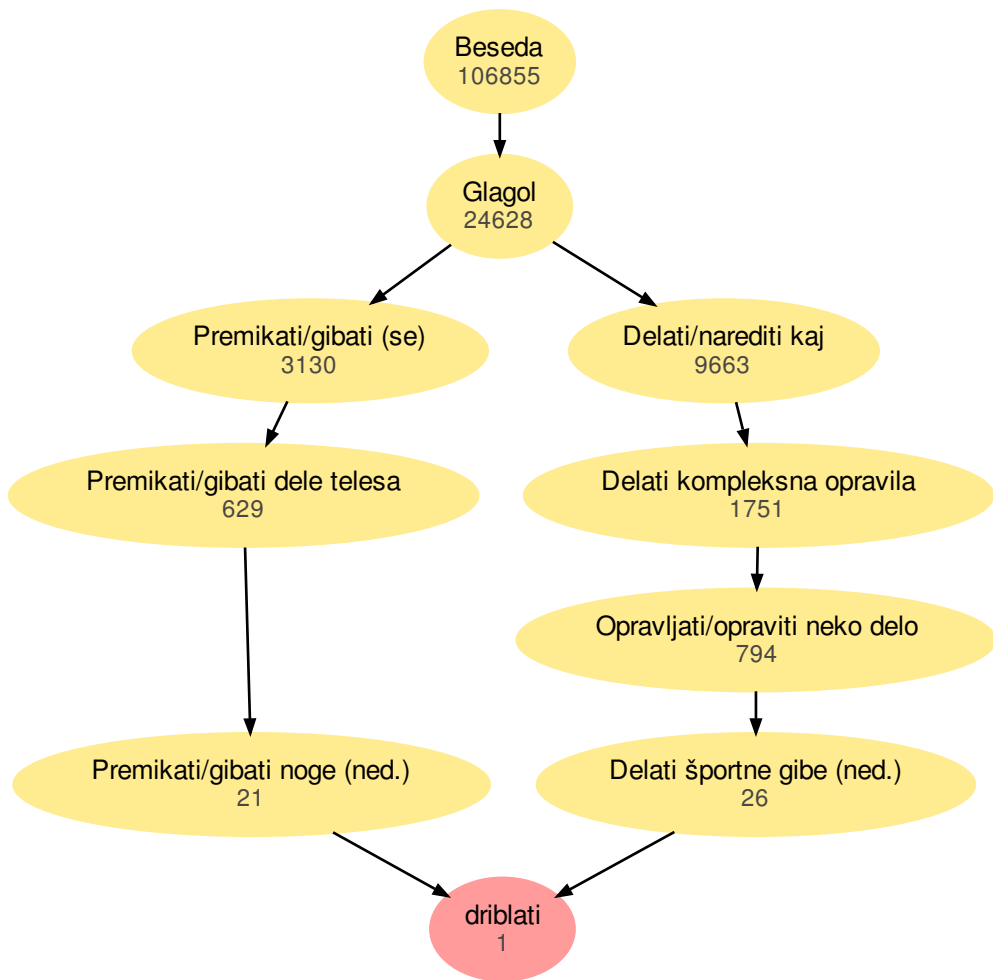 Beseda
106855
Glagol
24628
Premikati/gibati (se)
3130
Delati/narediti kaj
9663
Premikati/gibati dele telesa
629
Delati kompleksna opravila
1751
Opravljati/opraviti neko delo
794
Premikati/gibati noge (ned.)
21
Delati športne gibe (ned.)
26
driblati
1